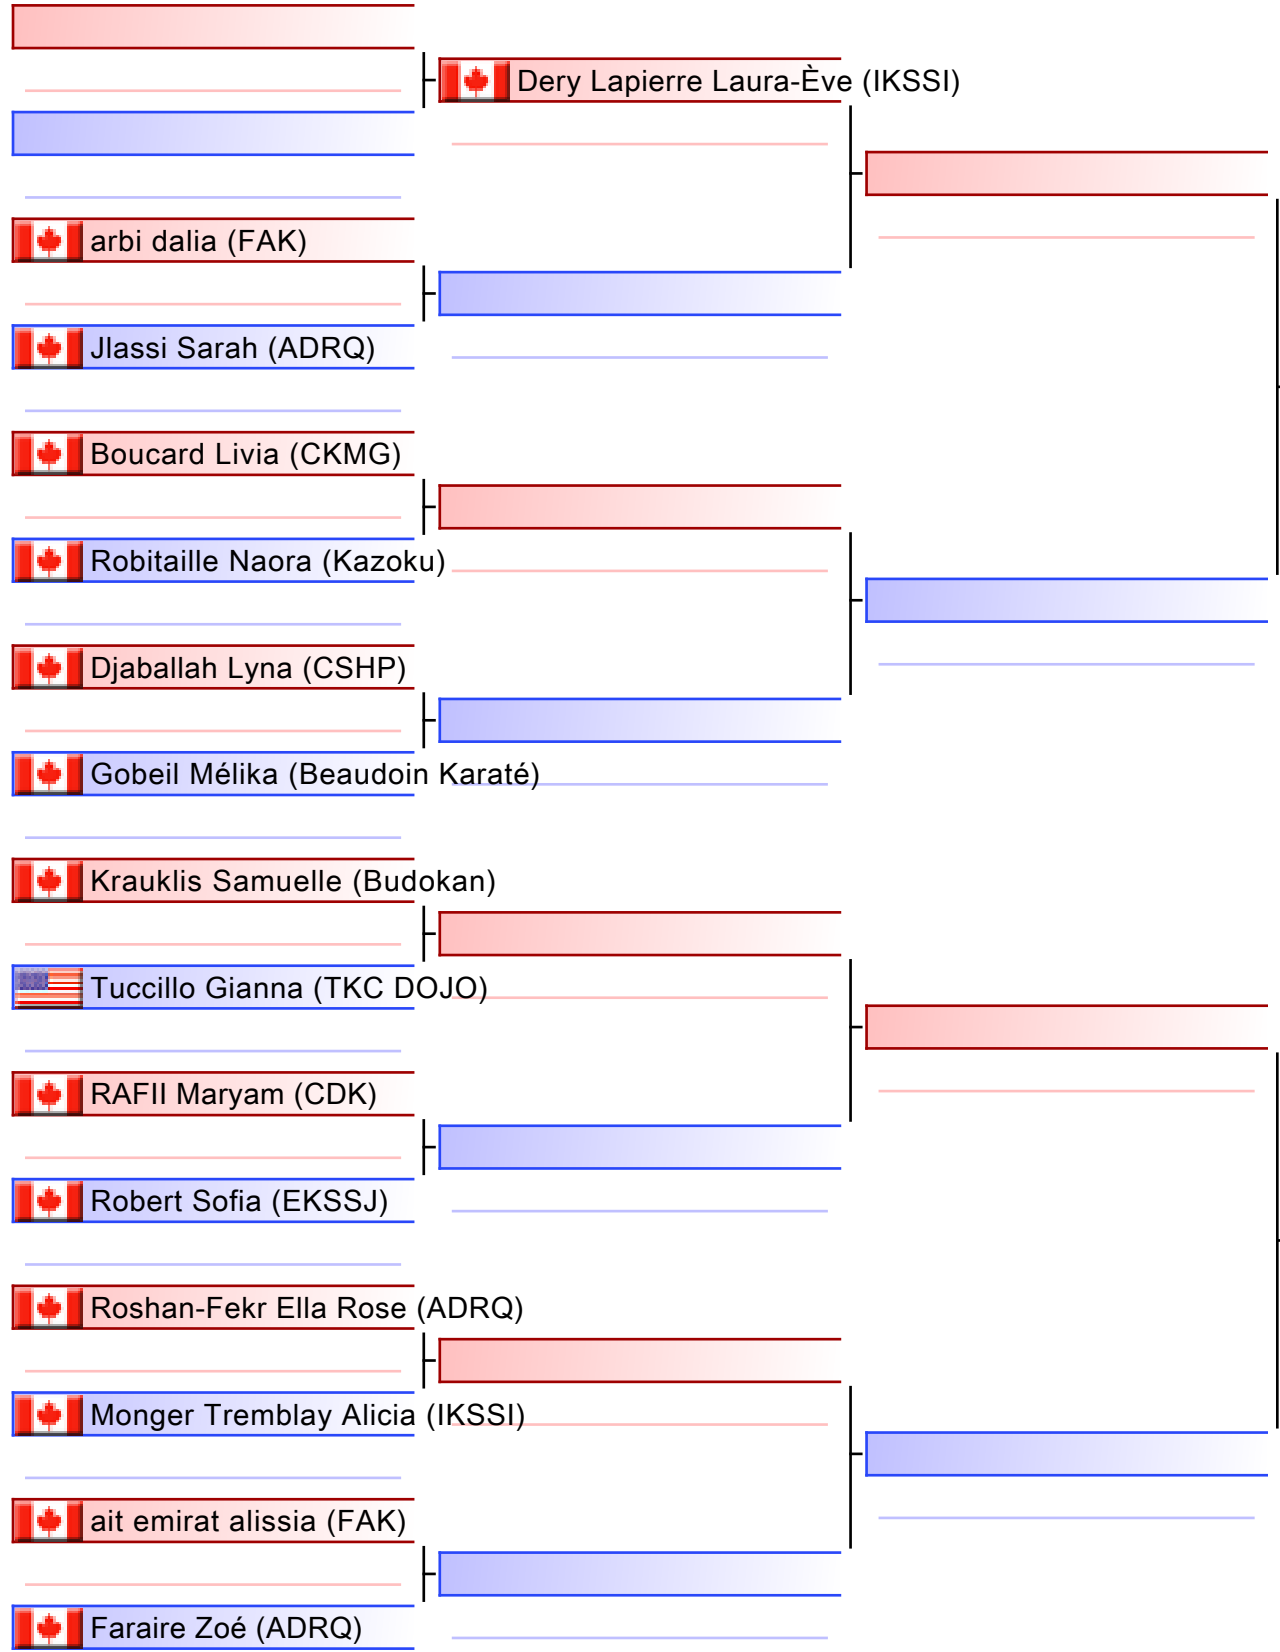 Dery Lapierre Laura-Ève (IKSSI)
arbi dalia (FAK)
Jlassi Sarah (ADRQ)
Boucard Livia (CKMG)
Robitaille Naora (Kazoku)
Djaballah Lyna (CSHP)
Gobeil Mélika (Beaudoin Karaté)
Krauklis Samuelle (Budokan)
Tuccillo Gianna (TKC DOJO)
RAFII Maryam (CDK)
Robert Sofia (EKSSJ)
Roshan-Fekr Ella Rose (ADRQ)
Monger Tremblay Alicia (IKSSI)
ait emirat alissia (FAK)
Faraire Zoé (ADRQ)